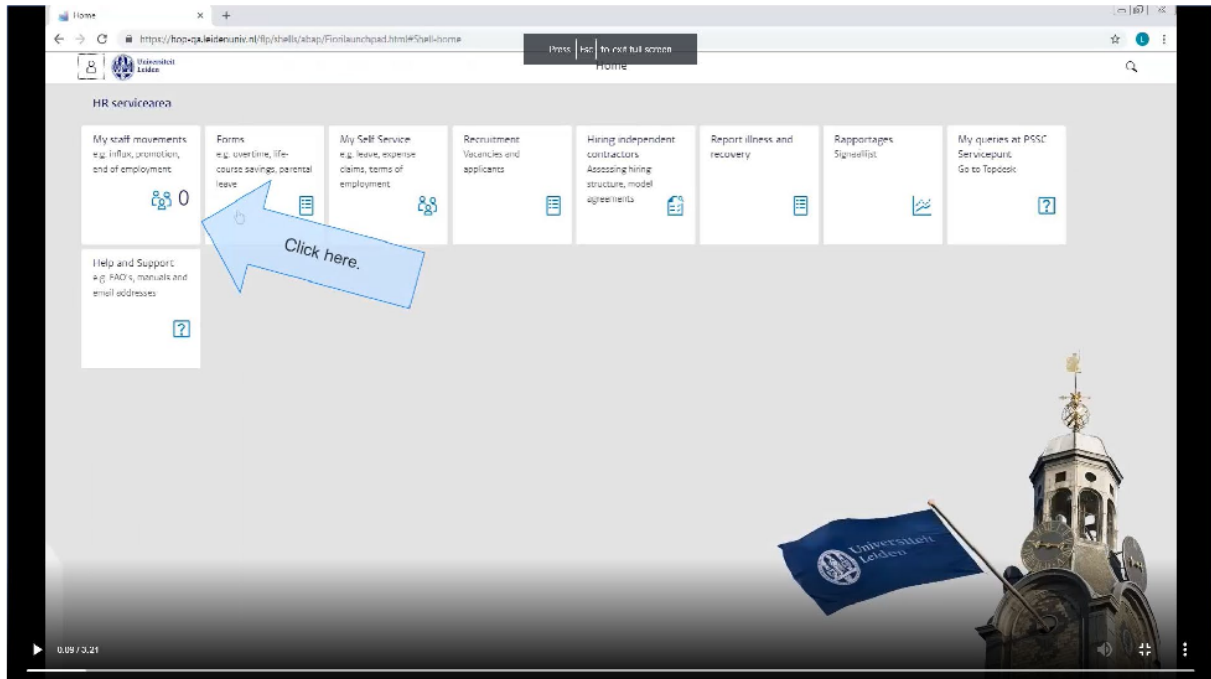 Home
https://hop-qa.leidenuniv.nl/flp/shells/abap/Fiorilaunchpad.html#Shell-home
Press Esc to exit full screen
Universiteit
Leiden
Home
HR servicearea
My staff movements
e.g. influx, promotion,
end of employment
0
Forms
e.g. overtime, life-
course savings, parental
leave
My Self Service
e.g. leave, expense
claims, terms of
employment
Recruitment
Vacancies and
applicants
Hiring independent
contractors
Assessing hiring
structure, model
agreements
Report illness and
recovery
Rapportages
Signaallijst
My queries at PSSC
Servicepunt
Go to Topdesk
Click here.
Help and Support
e.g. FAQ's, manuals and
email addresses
Universiteit
Leiden
0:09 / 3:21